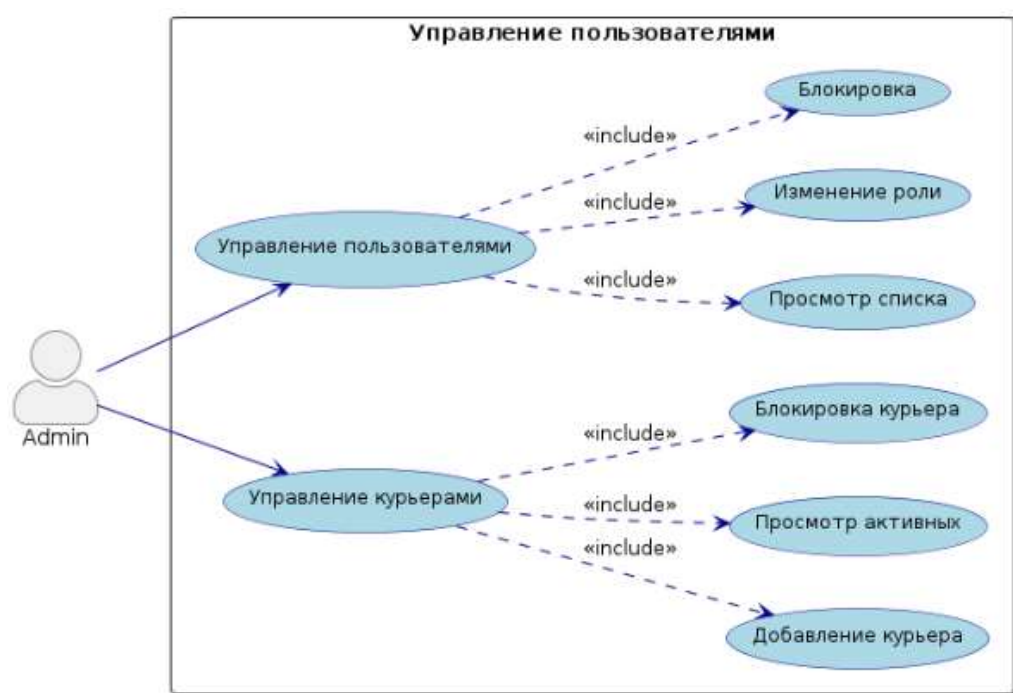 Управление пользователями
Блокировка
«include»
Изменение роли
«include»
Управление пользователями
«include»
Просмотр списка
Admin
Блокировка курьера
«include»
Управление курьерами
«include»
Просмотр активных
«include»
Добавление курьера